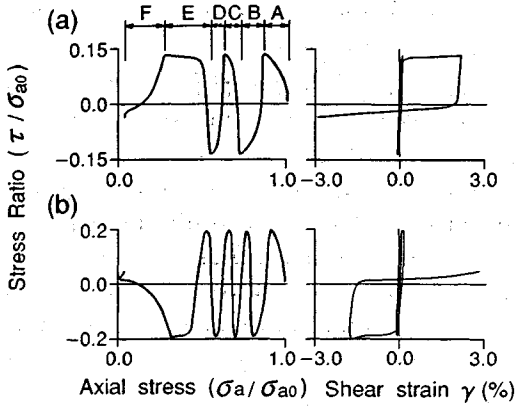 F E D C B A
(a)
0.15
0.0
-0.15
0.0 1.0 -3.0 0.0 3.0
(b)
0.2
0.0
-0.2
0.0 1.0 -3.0 0.0 3.0
Stress Ratio (τ/σa0)
Axial stress (σa/σa0) Shear strain γ (%)